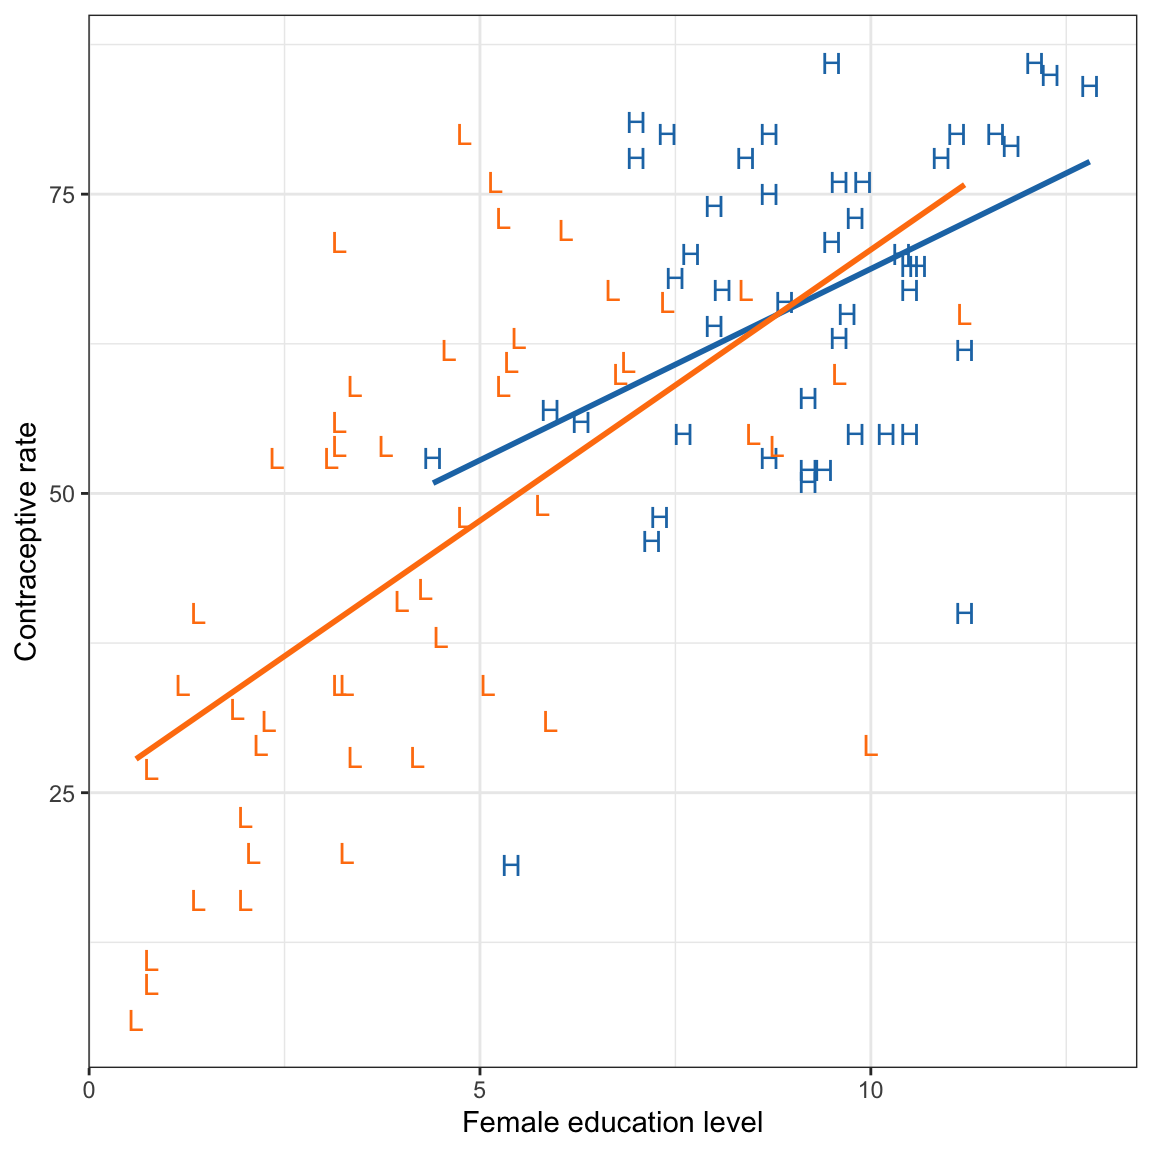 75
50
25
0 5 10
Female education level
Contraceptive rate
H H H H
H L H H H H H
H H H
L H H H
H
L L H L
H
L H H
H H H
L H L L H H
H L
L H
L L H
L L L L
L H
L H
L H
L L L H L H H H
L L L H L H H
H
L L H
H
L
L
L H
L
L L L L
L
L L
L L
L L
L
L
L L H
L L
L
L
L